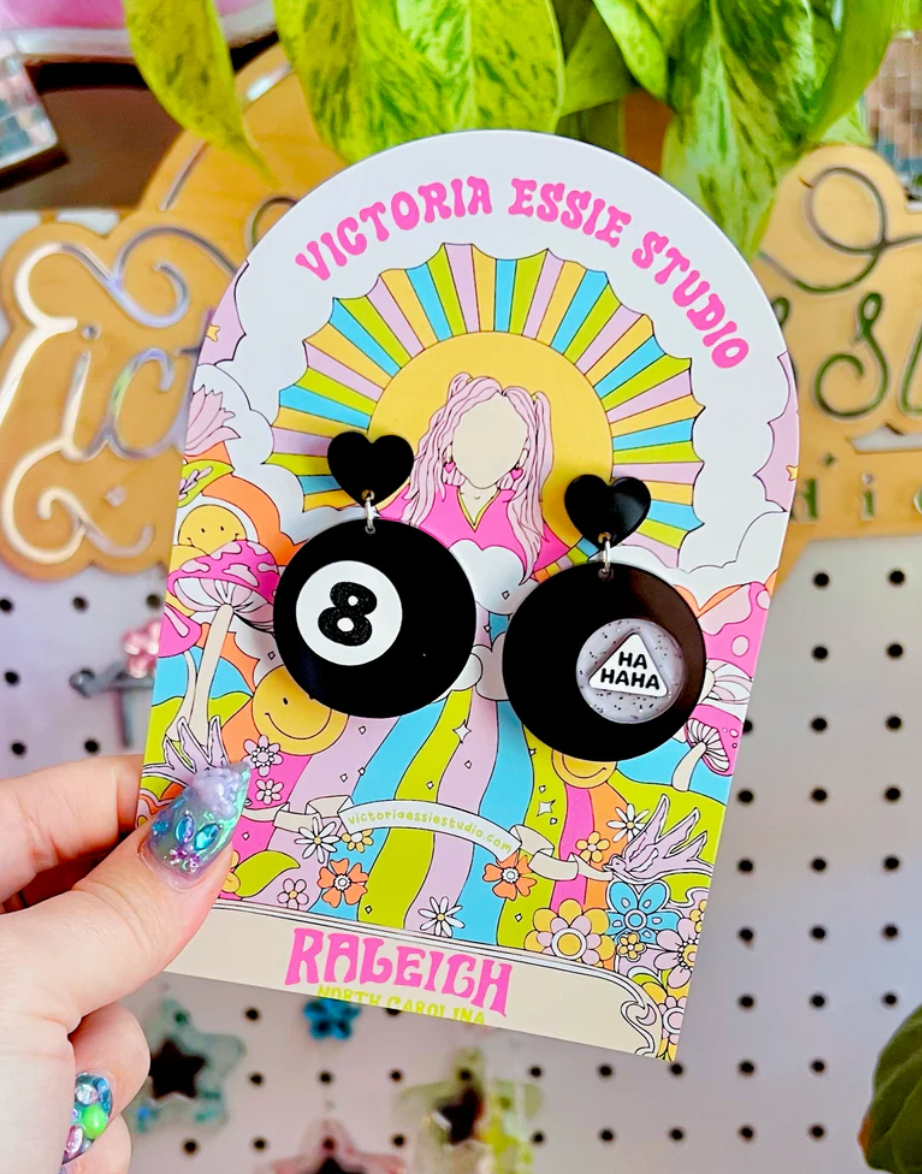 VICTORIA ESSIE STUDIO
8
HA
HAHA
victoriaessiestudio.com
RALEIGH
NORTH CAROLINA